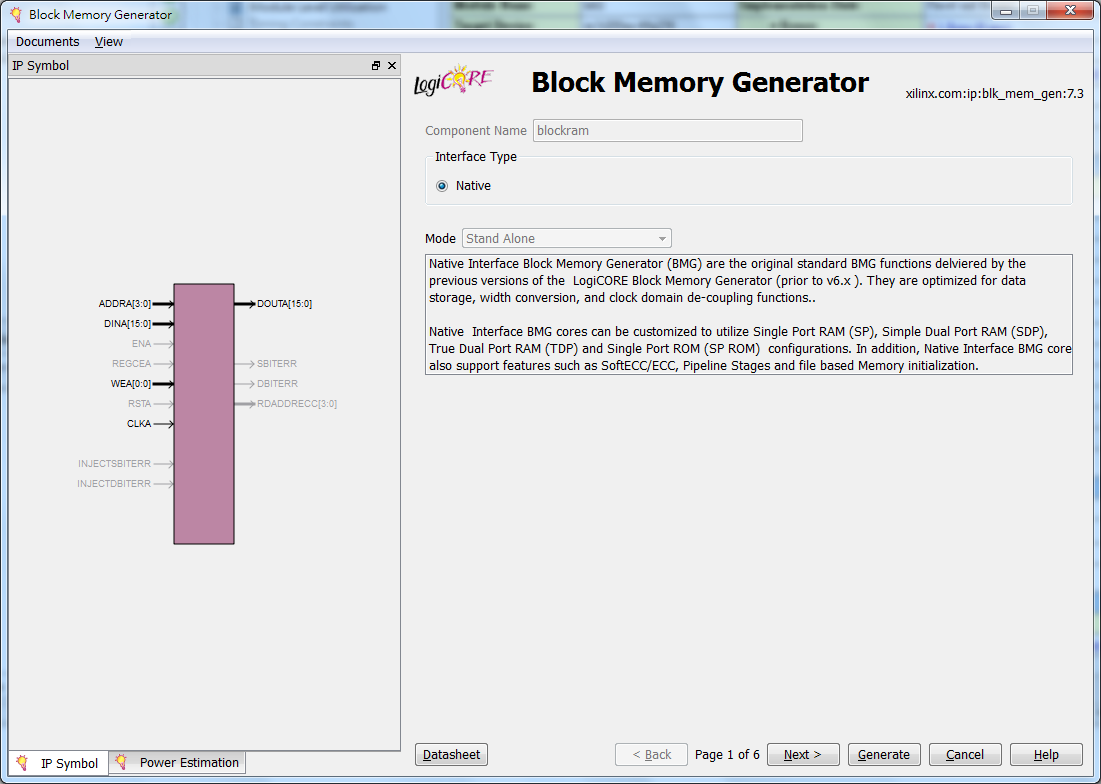 Block Memory Generator
Documents View
IP Symbol
LogiCORE
Block Memory Generator
xilinx.com:ip:blk_mem_gen:7.3
Component Name blockram
Interface Type
Native
Mode Stand Alone
Native Interface Block Memory Generator (BMG) are the original standard BMG functions delviered by the
previous versions of the LogiCORE Block Memory Generator (prior to v6.x ). They are optimized for data
storage, width conversion, and clock domain de-coupling functions..
Native Interface BMG cores can be customized to utilize Single Port RAM (SP), Simple Dual Port RAM (SDP),
True Dual Port RAM (TDP) and Single Port ROM (SP ROM) configurations. In addition, Native Interface BMG core
also support features such as SoftECC/ECC, Pipeline Stages and file based Memory initialization.
ADDRA[3:0]
DINA[15:0]
ENA
REGCEA
WEA[0:0]
RSTA
CLKA
INJECTSBITERR
INJECTDBITERR
DOUTA[15:0]
SBITERR
DBITERR
RDADDRECC[3:0]
IP Symbol Power Estimation
Datasheet < Back Page 1 of 6 Next > Generate Cancel Help